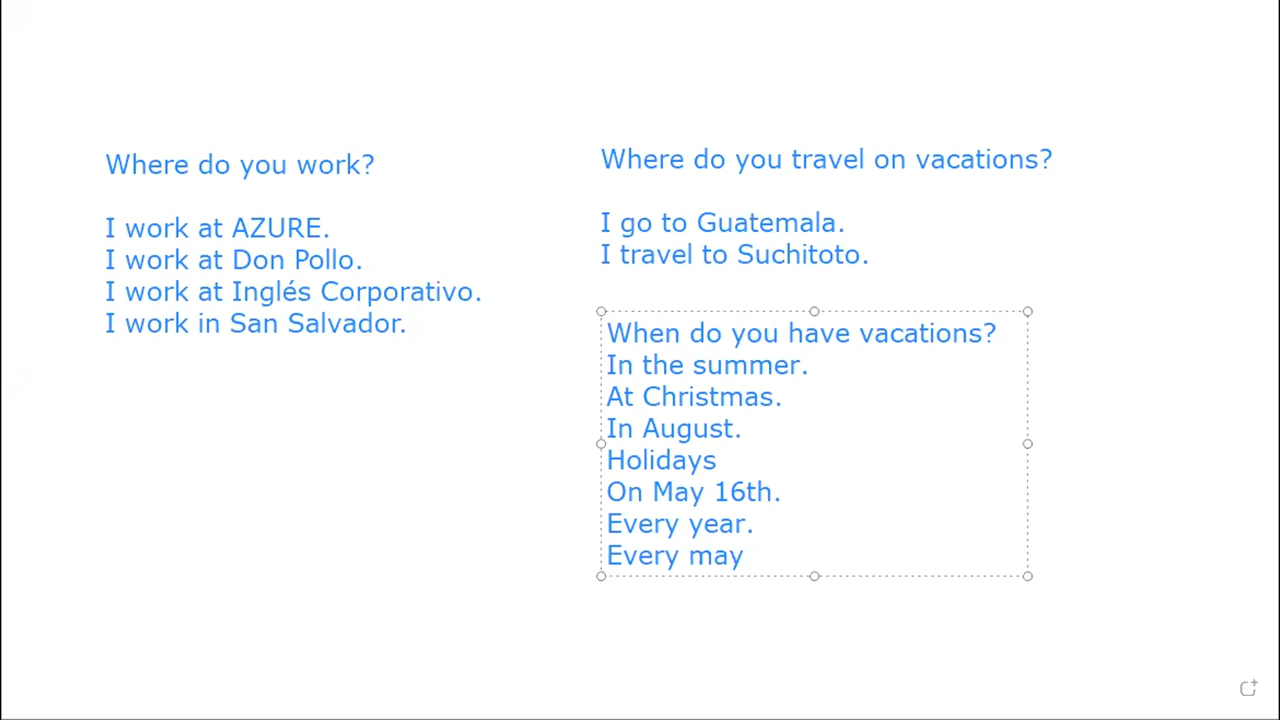 Where do you work?
I work at AZURE.
I work at Don Pollo.
I work at Inglés Corporativo.
I work in San Salvador.
Where do you travel on vacations?
I go to Guatemala.
I travel to Suchitoto.
When do you have vacations?
In the summer.
At Christmas.
In August.
Holidays
On May 16th.
Every year.
Every may